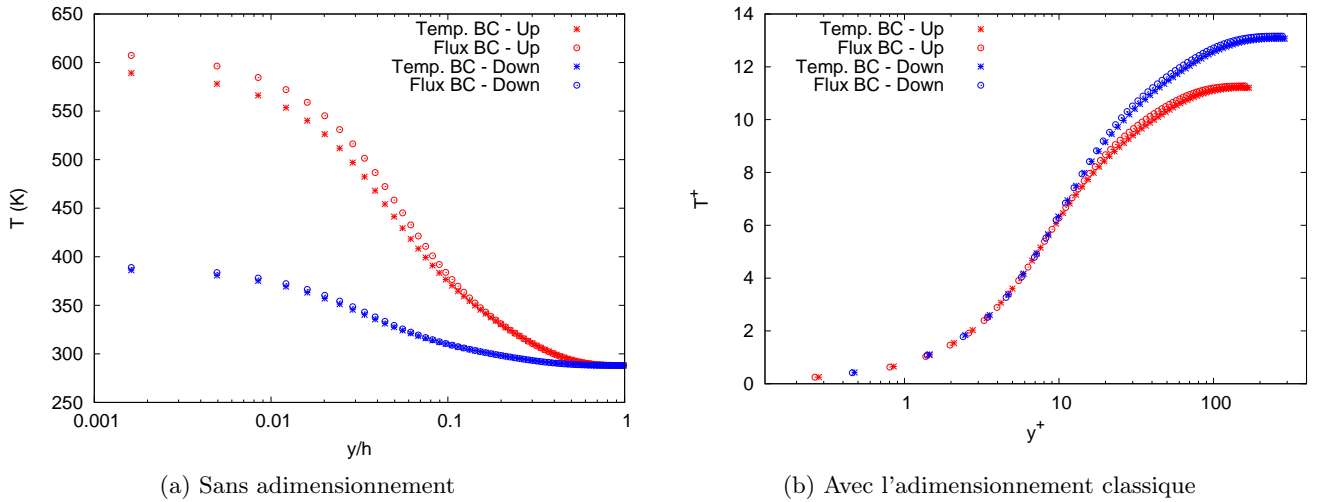 Temp. BC - Up
Flux BC - Up
Temp. BC - Down
Flux BC - Down
T (K)
650
600
550
500
450
400
350
300
250
0.001
0.01
0.1
1
y/h
(a) Sans adimensionnement
Temp. BC - Up
Flux BC - Up
Temp. BC - Down
Flux BC - Down
T+
14
12
10
8
6
4
2
0
1
10
100
y+
(b) Avec l'adimensionnement classique